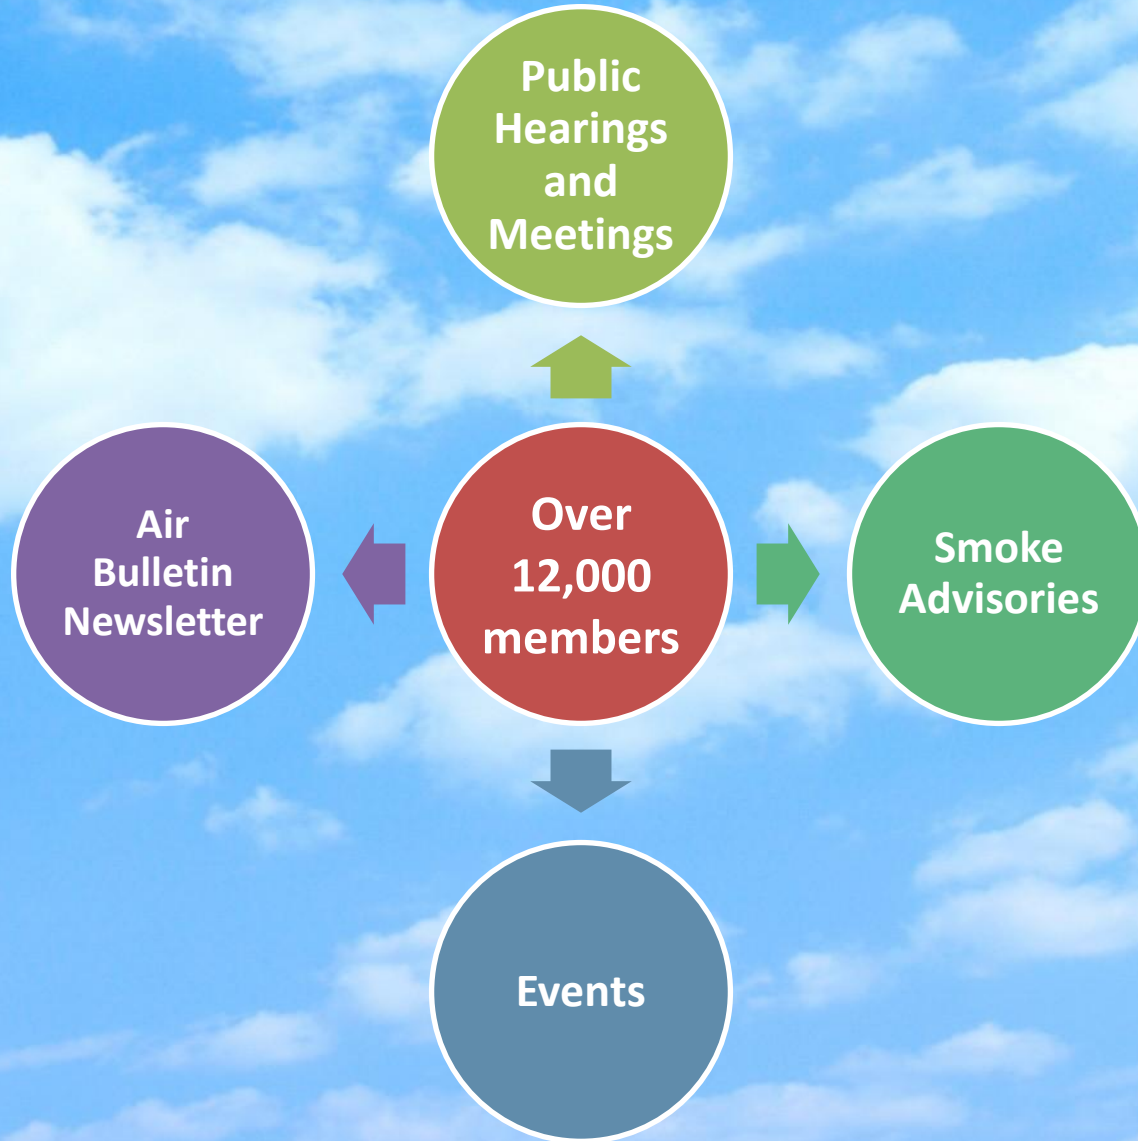 Public
Hearings
and
Meetings
Air
Bulletin
Newsletter
Over
12,000
members
Smoke
Advisories
Events